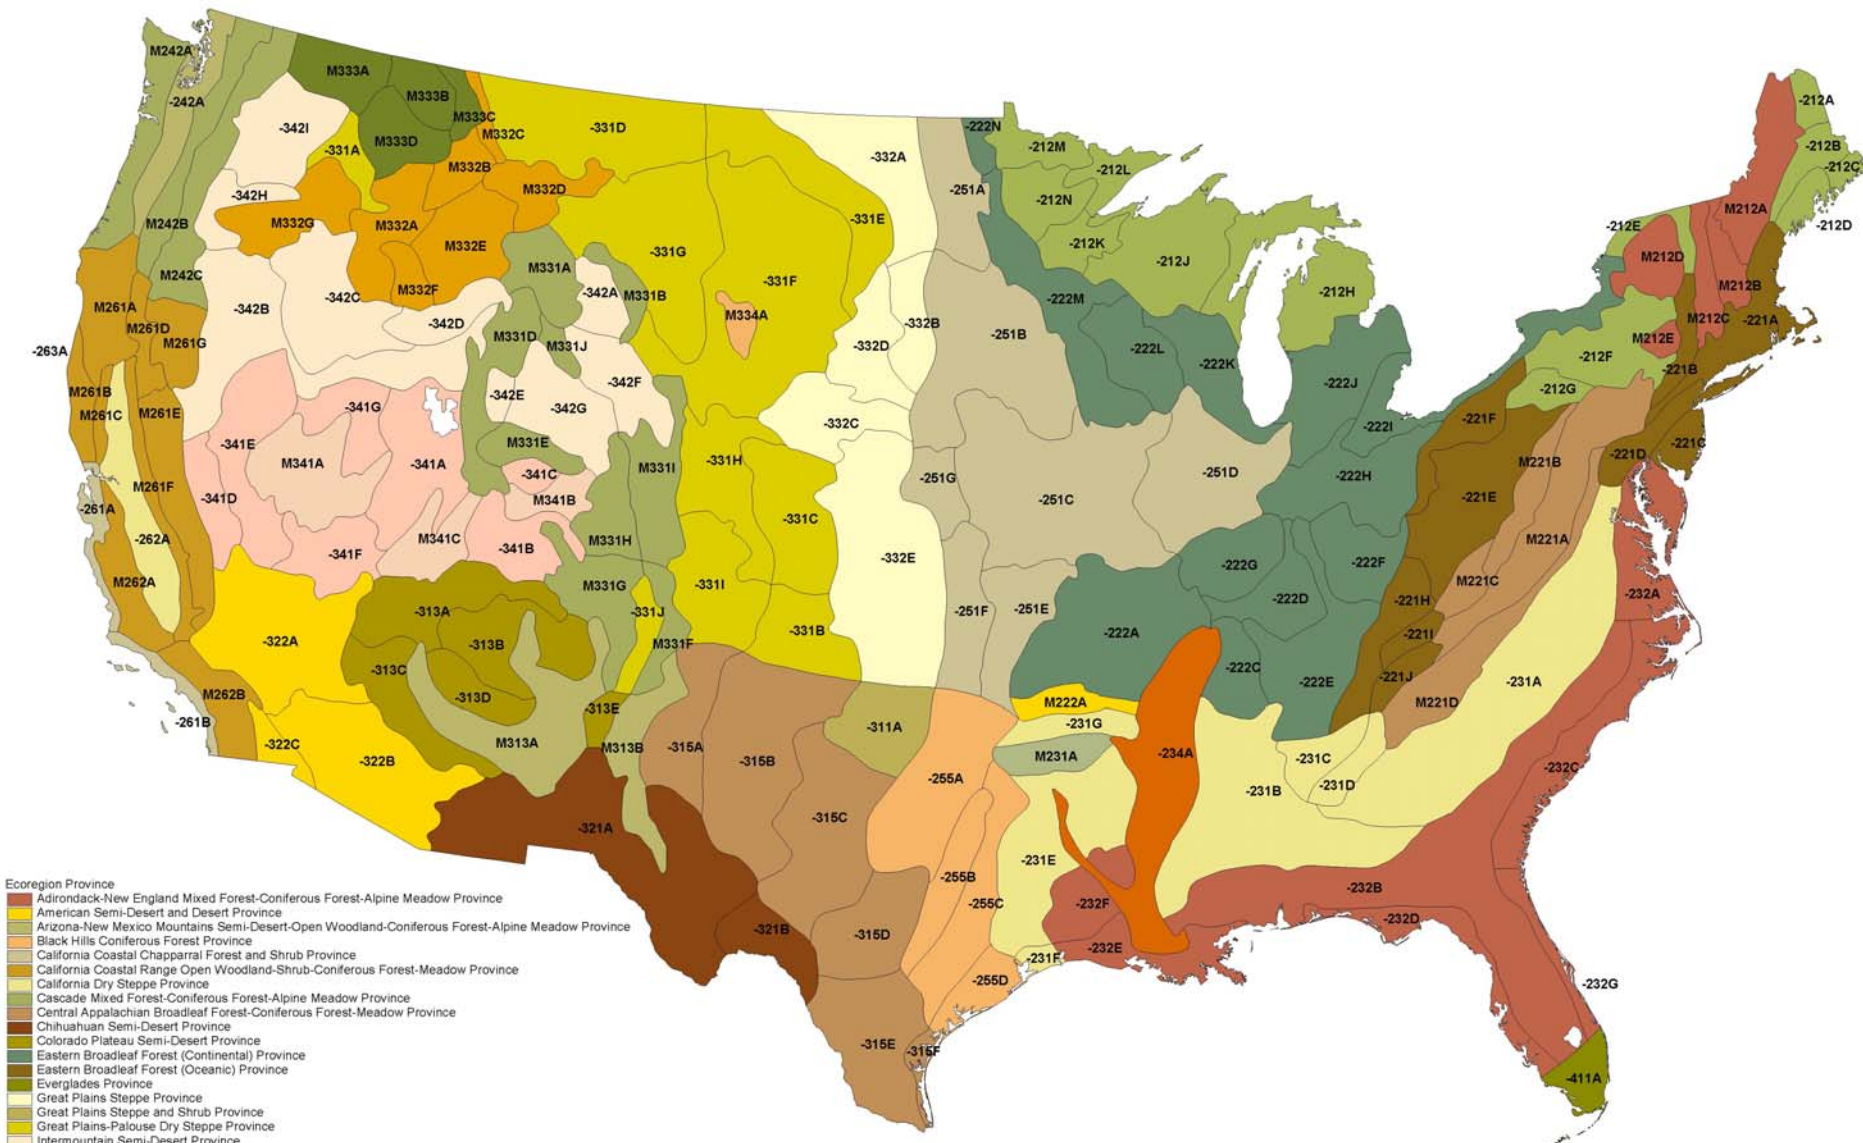 M242A
-242A
M333A
M333B
M333C
M333D
M332C
-342I
-331A
-331D
M332B
M332D
-342H
M332G
M332A
M332E
M332F
M242B
M242C
-332A
-251A
-222N
-212M
-212L
-212N
-212K
-212J
-212H
-212A
-212B
-212C
-212D
-212E
M212A
M212D
M212B
M212C
M212E
-221A
-212F
-212G
-221B
-331E
-331G
-331F
M331A
-342A
M331B
M334A
M261A
M261D
M261G
-263A
-342B
-342C
-342D
M331D
M331J
-332B
-332D
-251B
-222M
-222L
-222K
-222J
M261B
M261C
M261E
-342E
-342F
-342G
-341G
M331E
-332C
-222I
-221F
-221C
-221D
-341E
M341A
-341A
-341C
M341B
M331I
-331H
-251G
-251C
-251D
-222H
-221E
M221B
M221A
-261A
M261F
-341D
-262A
-341F
M341C
-341B
M331H
-331C
-332E
-222G
-222F
M221C
M262A
M331G
-331I
-331J
-331B
M331F
-251F
-251E
-222A
-222D
-221H
-221I
-221J
-222C
-222E
-232A
-322A
-313A
-313B
-313C
-313D
-313E
M262B
-261B
-322C
-322B
M313A
M313B
-315A
-315B
-311A
M222A
-231G
M231A
-234A
M221D
-231A
-231C
-231D
-231B
-232C
-321A
-315C
-255A
-255B
-255C
-231E
-232F
-232B
-232D
-321B
-315D
-232E
-231F
-255D
-232G
-315E
-315F
-411A
Ecoregion Province
Adirondack-New England Mixed Forest-Coniferous Forest-Alpine Meadow Province
American Semi-Desert and Desert Province
Arizona-New Mexico Mountains Semi-Desert-Open Woodland-Coniferous Forest-Alpine Meadow Province
Black Hills Coniferous Forest Province
California Coastal Chapparral Forest and Shrub Province
California Coastal Range Open Woodland-Shrub-Coniferous Forest-Meadow Province
California Dry Steppe Province
Cascade Mixed Forest-Coniferous Forest-Alpine Meadow Province
Central Appalachian Broadleaf Forest-Coniferous Forest-Meadow Province
Chihuahuan Semi-Desert Province
Colorado Plateau Semi-Desert Province
Eastern Broadleaf Forest (Continental) Province
Eastern Broadleaf Forest (Oceanic) Province
Everglades Province
Great Plains Steppe Province
Great Plains Steppe and Shrub Province
Great Plains-Palouse Dry Steppe Province
Intermountain Semi-Desert Province